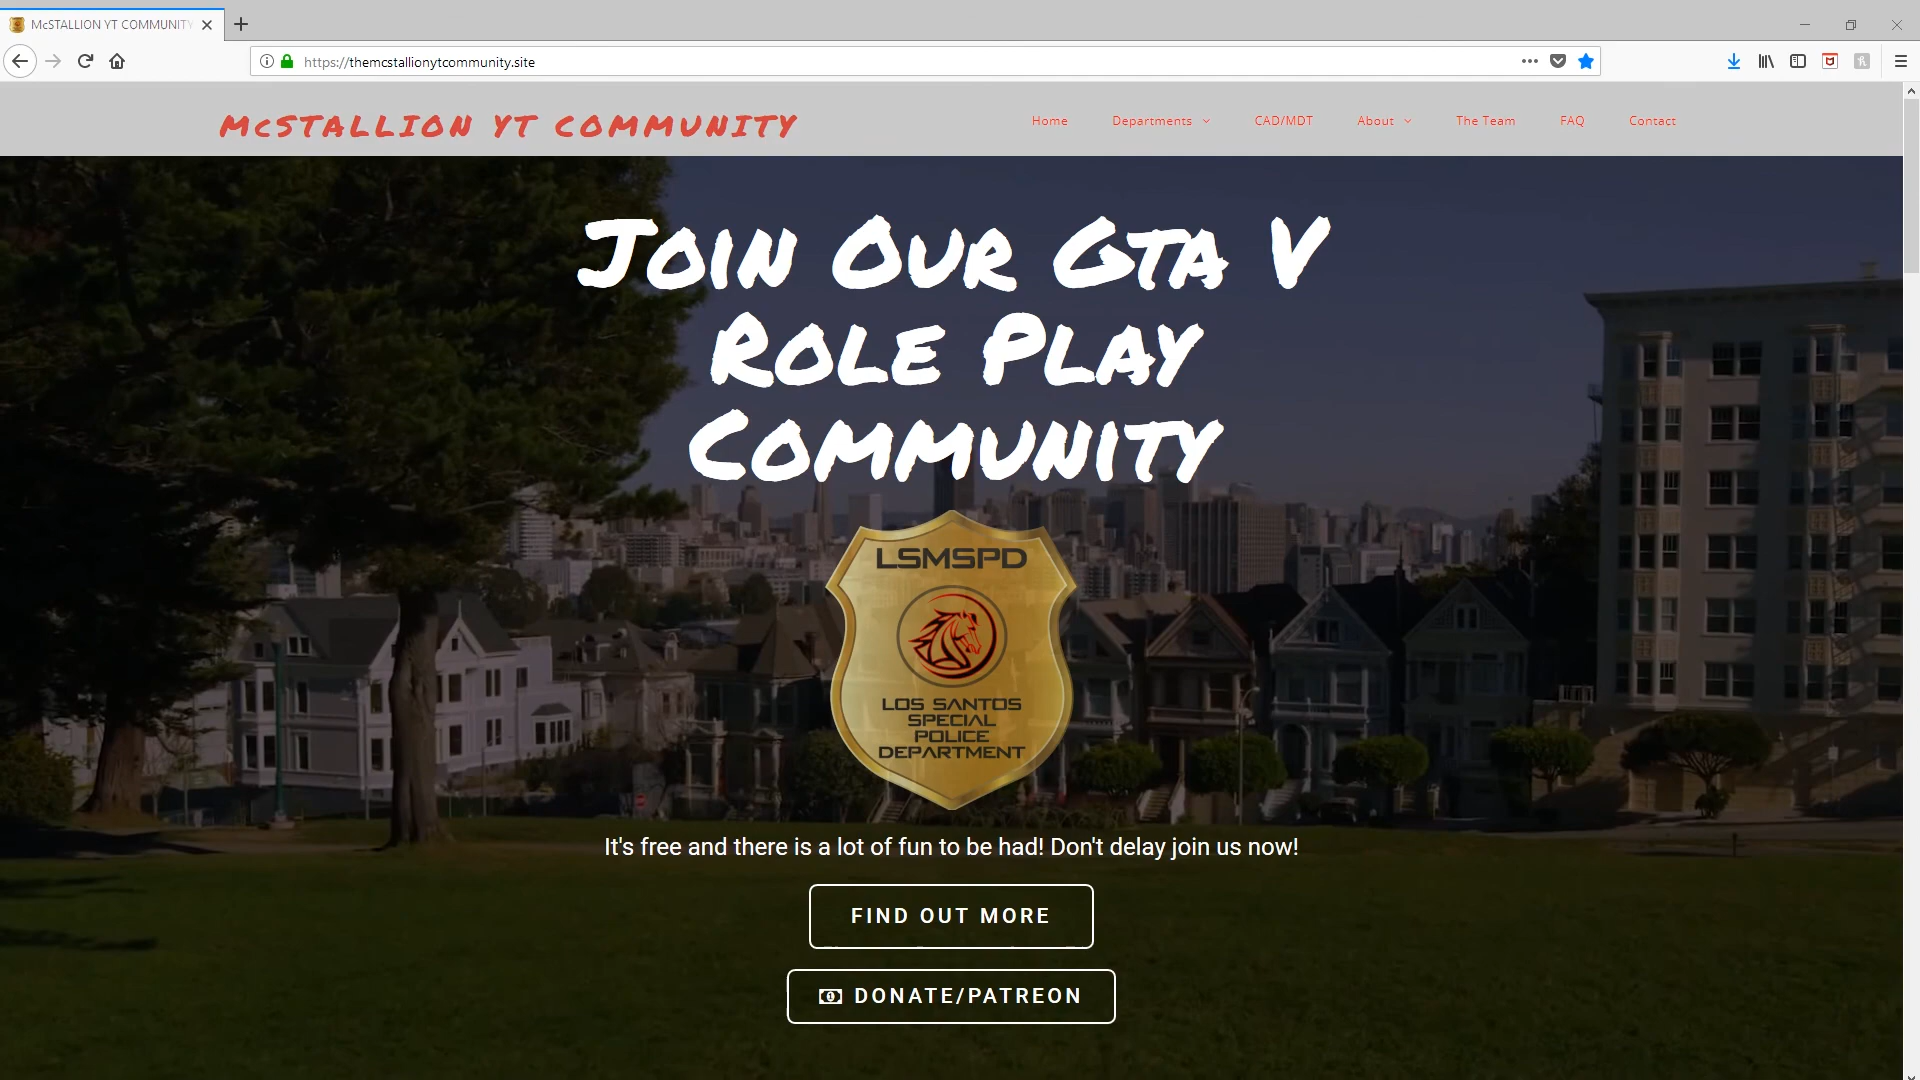 McSTALLION YT COMMUNITY
https://themcstallionytcommunity.site
McSTALLION YT COMMUNITY
Home Departments CAD/MDT About The Team FAQ Contact
Join Our Gta V
Role Play
Community
LSMSPD
LOS SANTOS
SPECIAL
POLICE
DEPARTMENT
It's free and there is a lot of fun to be had! Don't delay join us now!
FIND OUT MORE
DONATE/PATREON